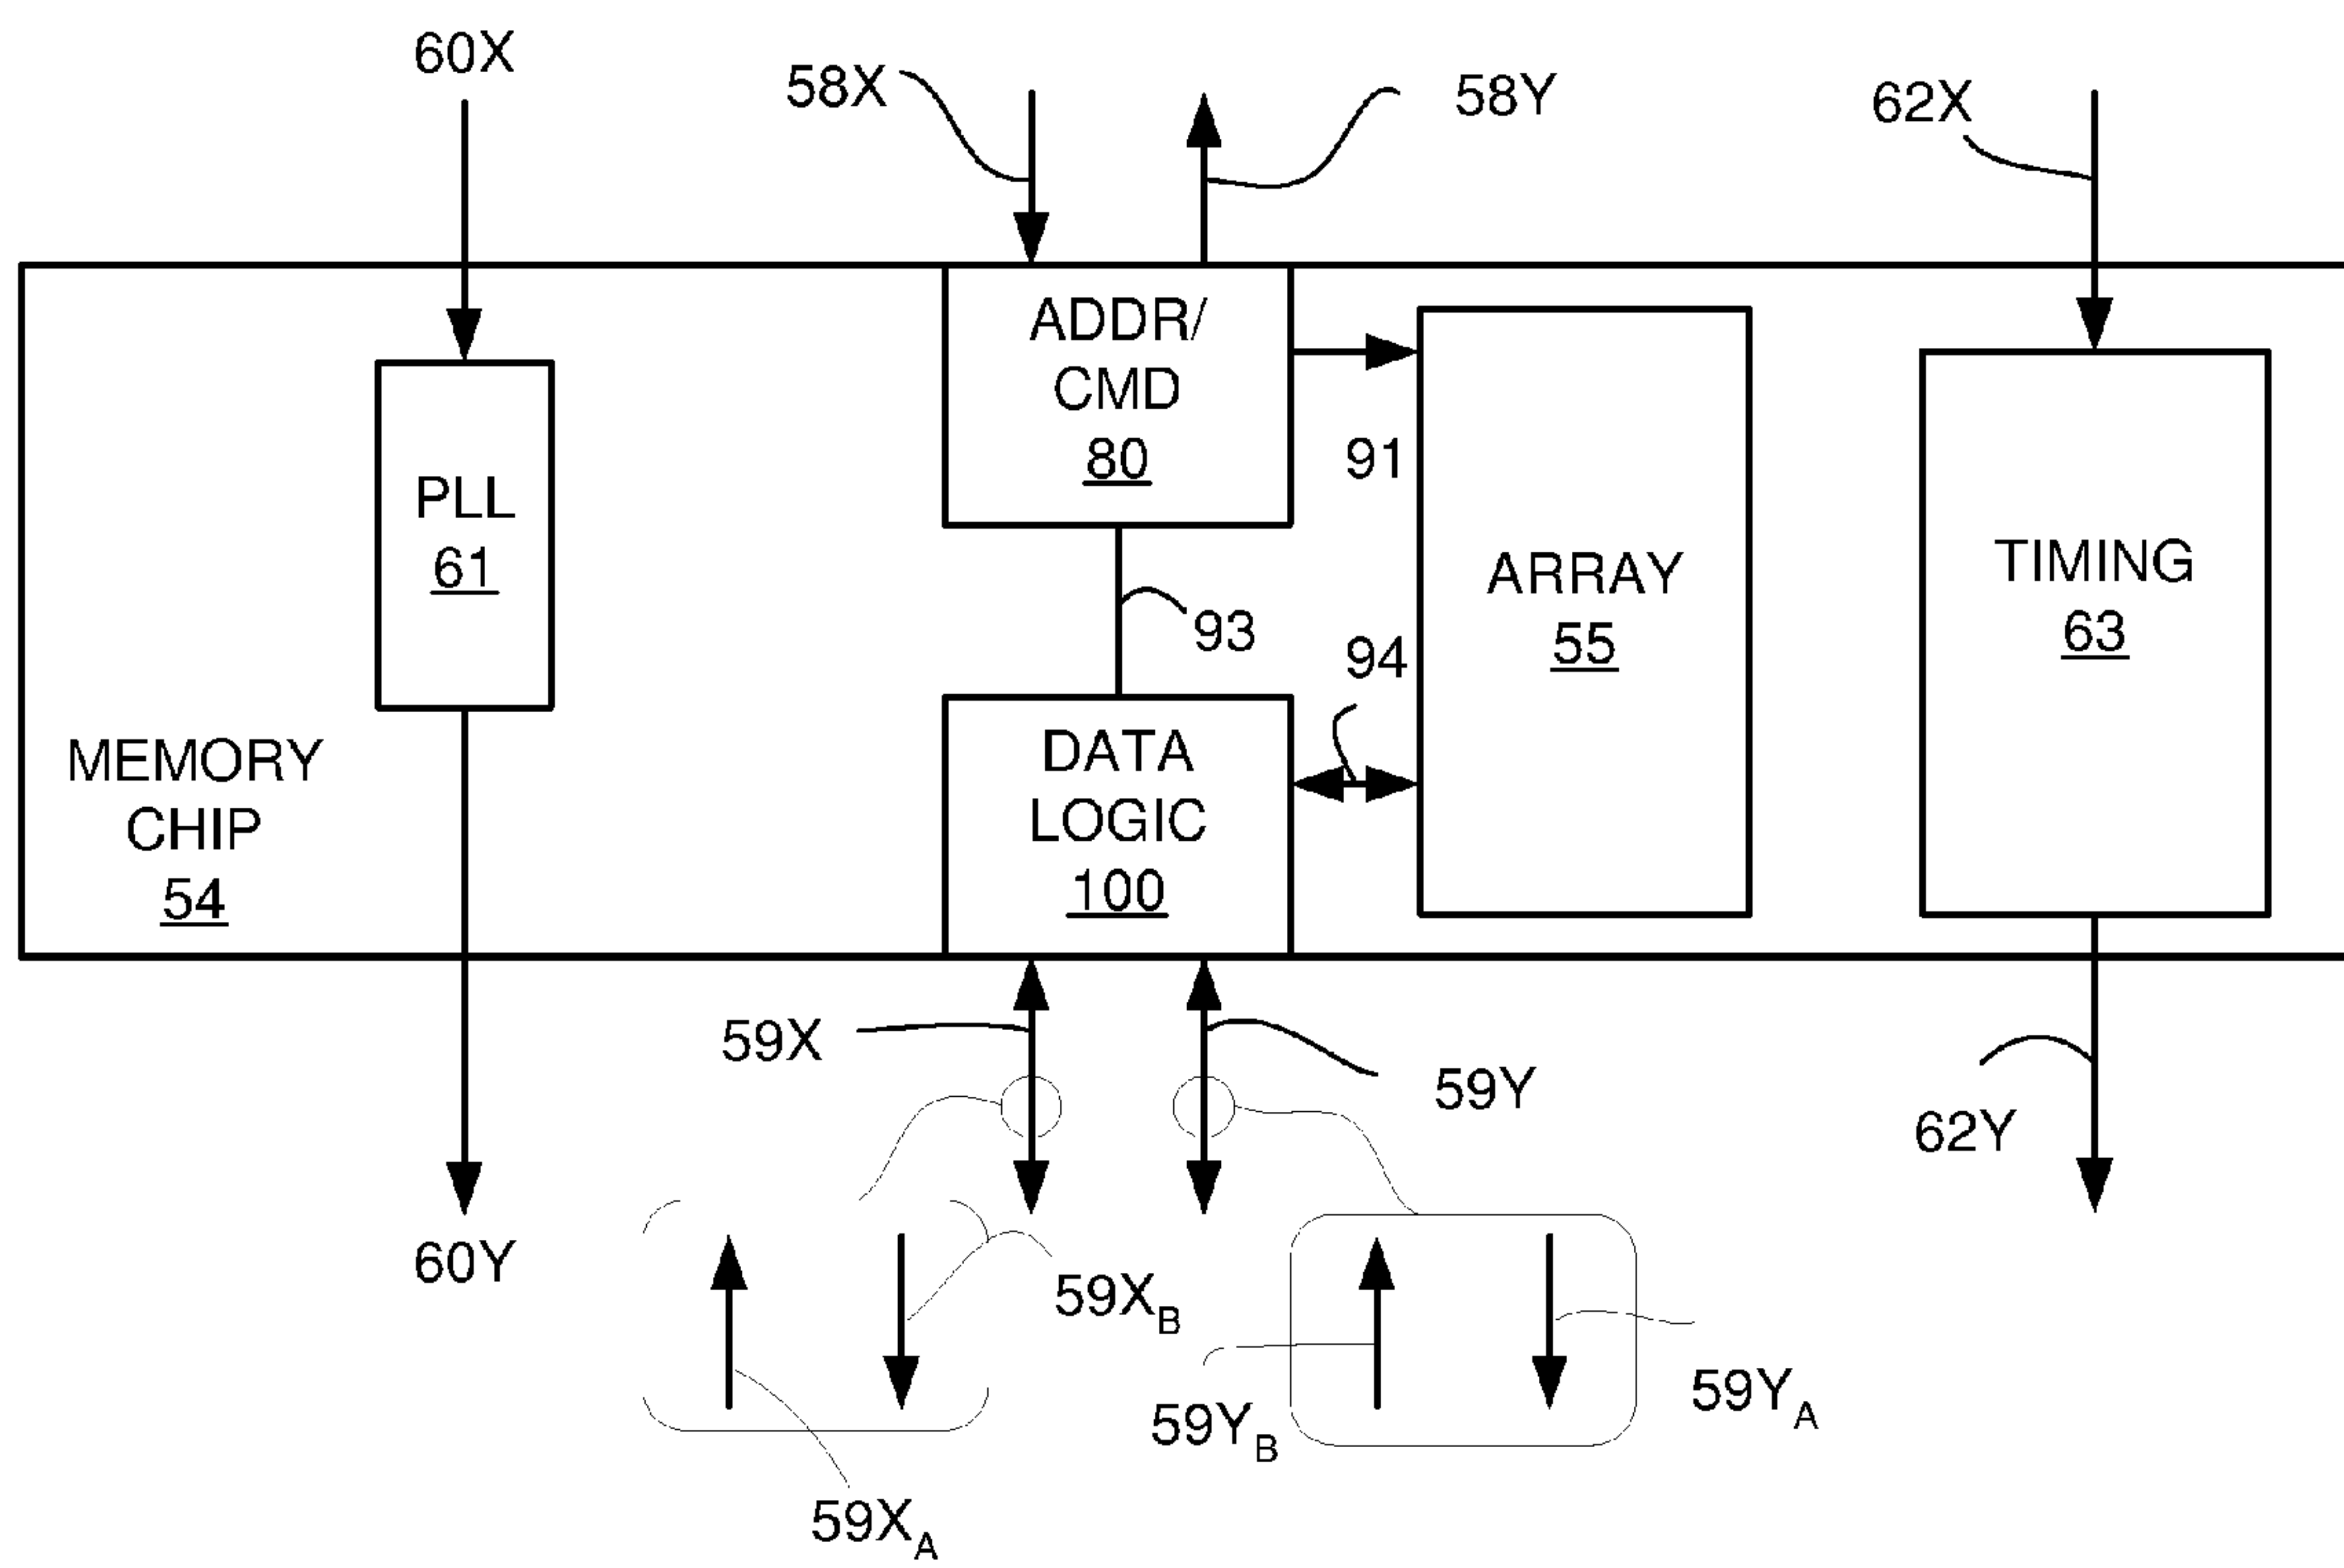 60X
58X
58Y
62X
ADDR/
CMD
80
91
PLL
61
ARRAY
55
TIMING
63
93
94
MEMORY
CHIP
54
DATA
LOGIC
100
59X
59Y
62Y
60Y
59XB
59YB
59YA
59XA